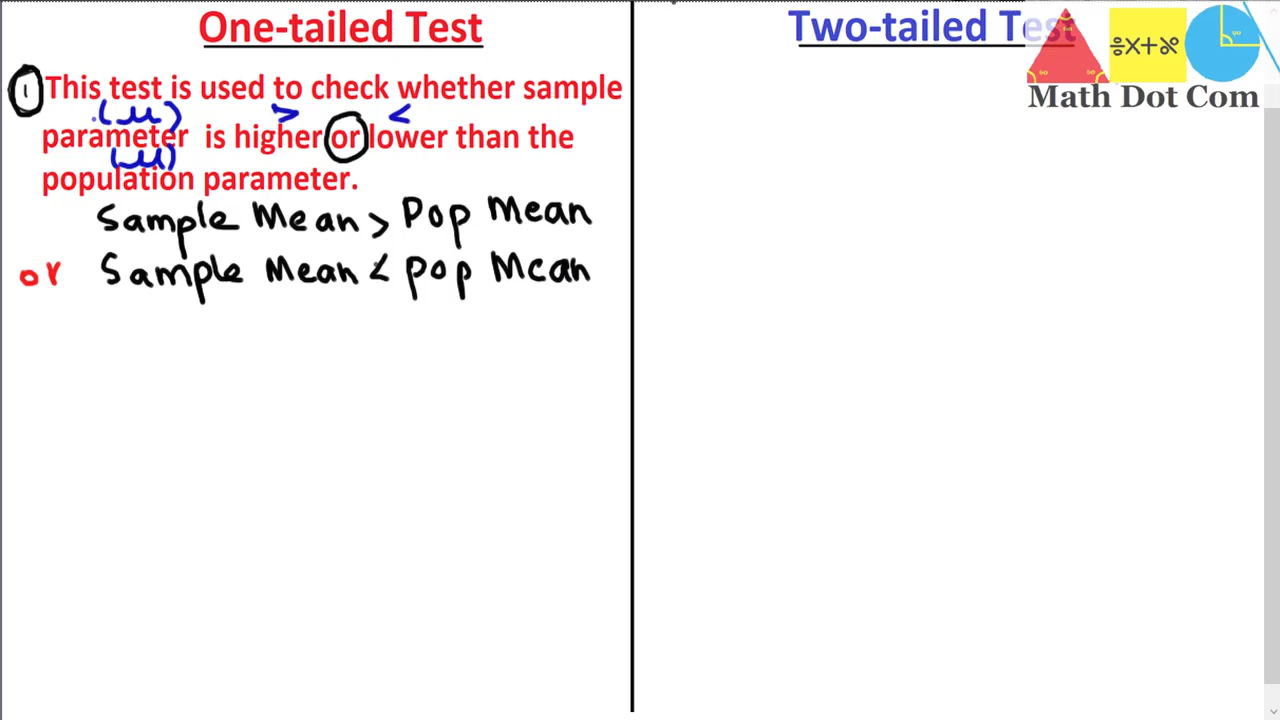 One-tailed Test
① This test is used to check whether sample
(μ) > <
parameter is higher or lower than the
(μ)
population parameter.
Sample Mean > Pop Mean
or Sample Mean < pop Mean
Two-tailed Test
÷x+
Math Dot Com